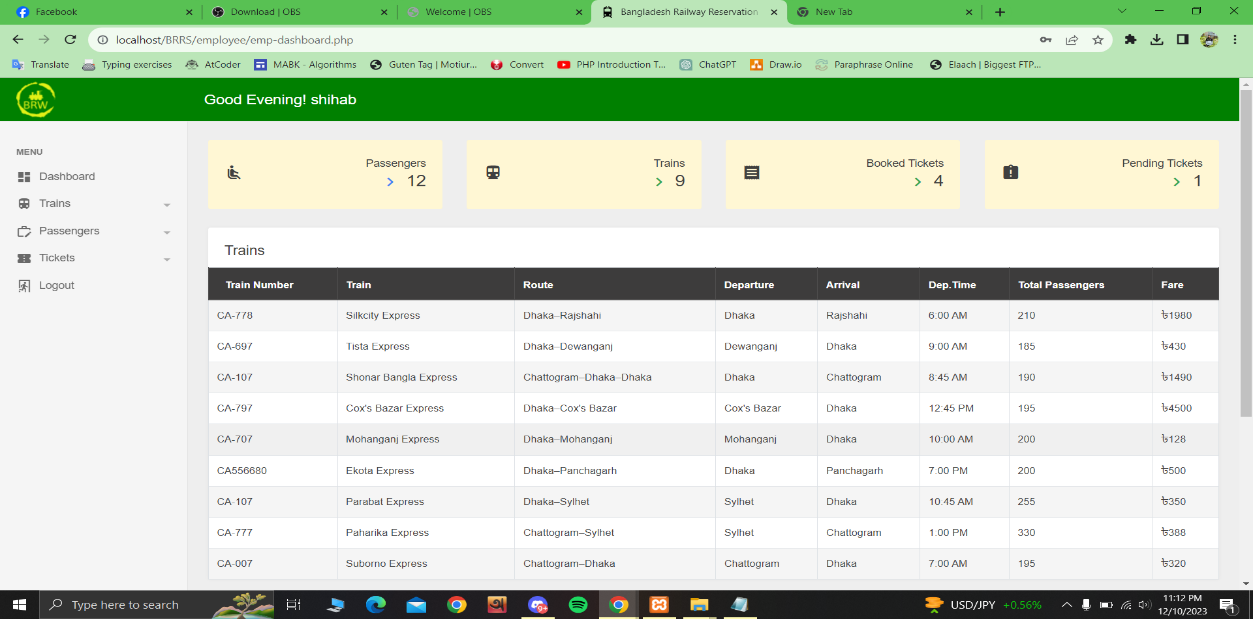 Facebook
Download | OBS
Welcome | OBS
Bangladesh Railway Reservation
New Tab
localhost/BRRS/employee/emp-dashboard.php
Translate Typing exercises AtCoder MABK - Algorithms Guten Tag | Motiur... Convert PHP Introduction T... ChatGPT Draw.io Paraphrase Online Elaach | Biggest FTP...
BRW
Good Evening! shihab
MENU
Dashboard
Trains
Passengers
Tickets
Logout
Passengers
> 12
Trains
> 9
Booked Tickets
> 4
Pending Tickets
> 1
Trains
Train Number Train Route Departure Arrival Dep.Time Total Passengers Fare
CA-778 Silkcity Express Dhaka–Rajshahi Dhaka Rajshahi 6:00 AM 210 ৳1980
CA-697 Tista Express Dhaka–Dewanganj Dewanganj Dhaka 9:00 AM 185 ৳430
CA-107 Shonar Bangla Express Chattogram–Dhaka–Dhaka Dhaka Chattogram 8:45 AM 190 ৳1490
CA-797 Cox's Bazar Express Dhaka–Cox's Bazar Cox's Bazar Dhaka 12:45 PM 195 ৳4500
CA-707 Mohanganj Express Dhaka–Mohanganj Mohanganj Dhaka 10:00 AM 200 ৳128
CA556680 Ekota Express Dhaka–Panchagarh Dhaka Panchagarh 7:00 PM 200 ৳500
CA-107 Parabat Express Dhaka–Sylhet Sylhet Dhaka 10.45 AM 255 ৳350
CA-777 Paharika Express Chattogram–Sylhet Sylhet Chattogram 1:00 PM 330 ৳388
CA-007 Suborno Express Chattogram–Dhaka Chattogram Dhaka 7.00 AM 195 ৳320
Type here to search
USD/JPY +0.56%
11:12 PM
12/10/2023
1